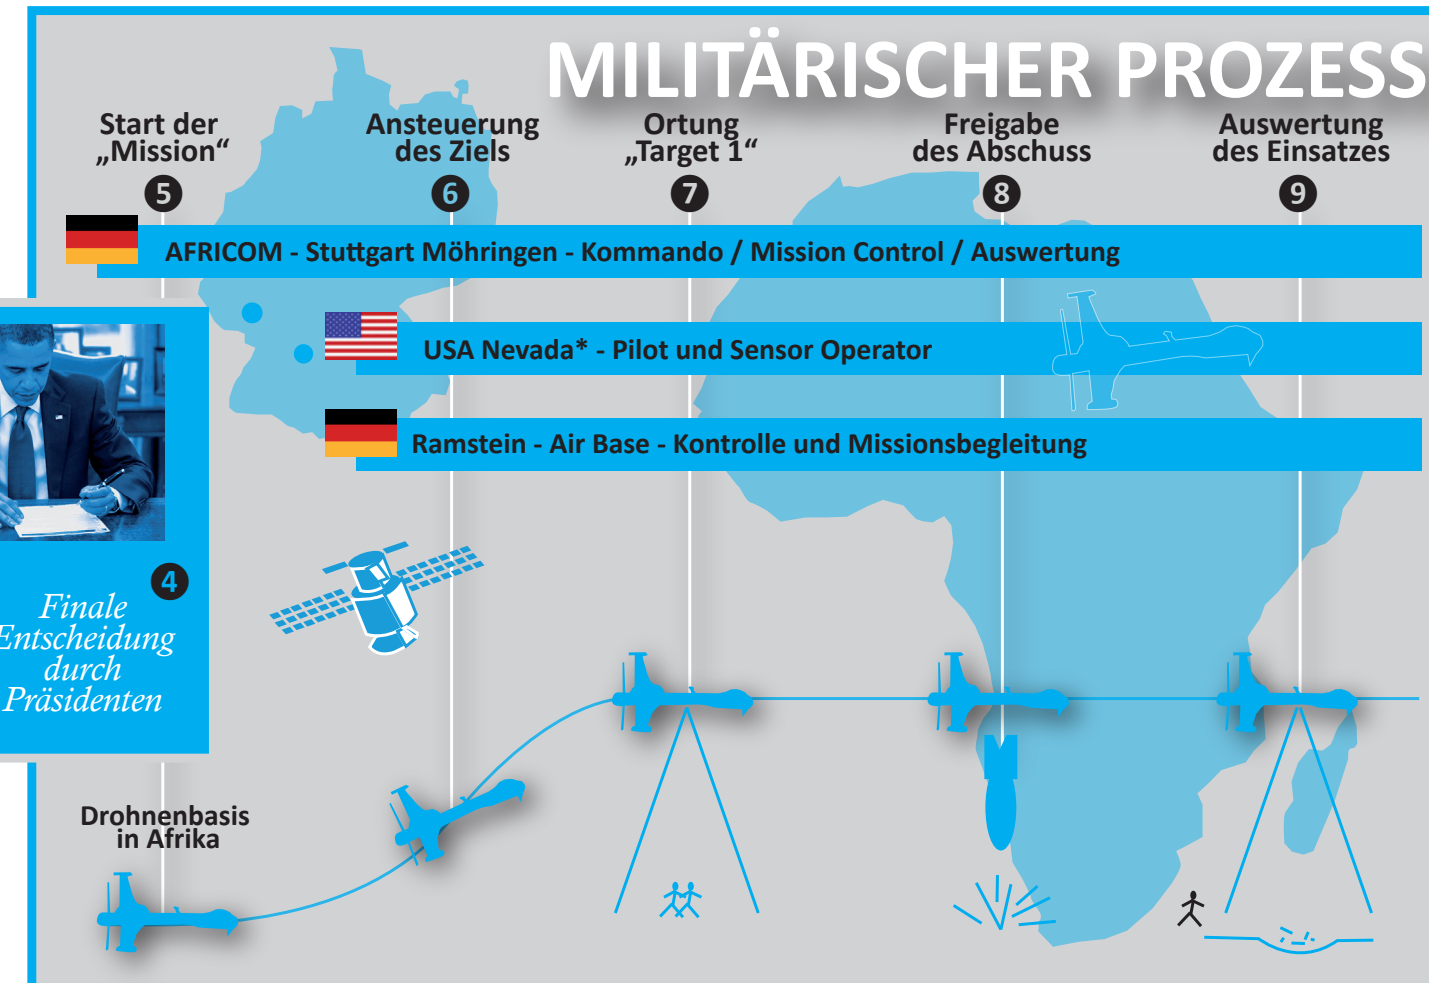 MILITÄRISCHER PROZESS
Start der
„Mission“
5
Ansteuerung
des Ziels
6
Ortung
„Target 1“
7
Freigabe
des Abschuss
8
Auswertung
des Einsatzes
9
AFRICOM - Stuttgart Möhringen - Kommando / Mission Control / Auswertung
USA Nevada* - Pilot und Sensor Operator
Ramstein - Air Base - Kontrolle und Missionsbegleitung
4
Finale
Entscheidung
durch
Präsidenten
Drohnenbasis
in Afrika